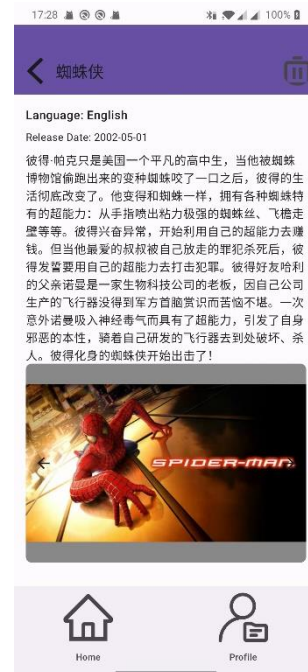 17:28
100%
蜘蛛侠
Language: English
Release Date: 2002-05-01
彼得·帕克只是美国一个平凡的高中生，当他被蜘蛛
博物馆偷跑出来的变种蜘蛛咬了一口之后，彼得的生
活彻底改变了。他变得和蜘蛛一样，拥有各种蜘蛛特
有的超能力：从手指喷出粘力极强的蜘蛛丝、飞檐走
壁等等。彼得兴奋异常，开始利用自己的超能力去赚
钱。但当他最爱的叔叔被自己放走的罪犯杀死后，彼
得发誓要用自己的超能力去打击犯罪。彼得好友哈利
的父亲诺曼是一家生物科技公司的老板，因自己公司
生产的飞行器没得到军方首脑赏识而苦恼不堪。一次
意外诺曼吸入神经毒气而具有了超能力，引发了自身
邪恶的本性，骑着自己研发的飞行器去到处破坏、杀
人。彼得化身的蜘蛛侠开始出击了！
SPIDER-MAN
Home
Profile